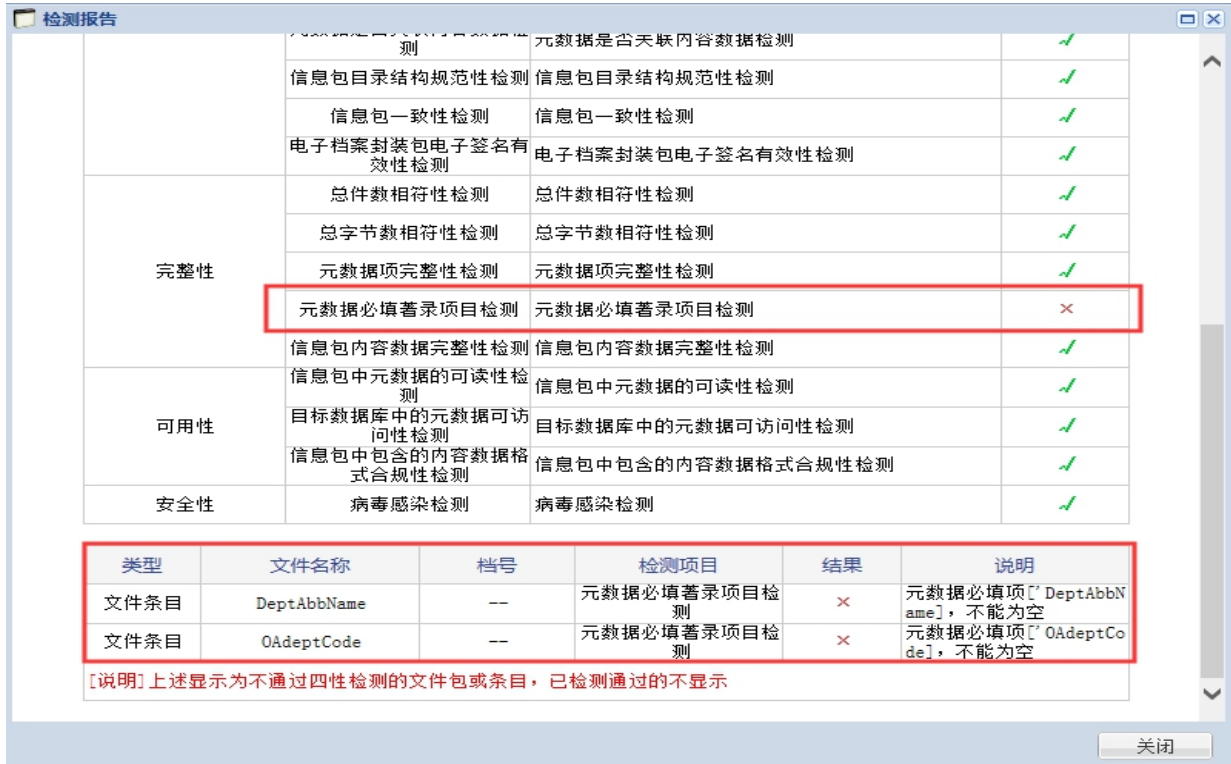 检测报告
测
元数据是否关联内容数据检测
信息包目录结构规范性检测 信息包目录结构规范性检测
信息包一致性检测 信息包一致性检测
电子档案封装包电子签名有
效性检测
电子档案封装包电子签名有效性检测
完整性
总件数相符性检测 总件数相符性检测
总字节数相符性检测 总字节数相符性检测
元数据项完整性检测 元数据项完整性检测
元数据必填著录项目检测 元数据必填著录项目检测
信息包内容数据完整性检测 信息包内容数据完整性检测
可用性
信息包中元数据的可读性检
测
信息包中元数据的可读性检测
目标数据库中的元数据可访
问性检测
目标数据库中的元数据可访问性检测
信息包中包含的内容数据格
式合规性检测
信息包中包含的内容数据格式合规性检测
安全性 病毒感染检测 病毒感染检测
类型 文件名称 档号 检测项目 结果 说明
文件条目 DeptAbbName -- 元数据必填著录项目检
测
元数据必填项['DeptAbbN
ame]，不能为空
文件条目 OAdeptCode -- 元数据必填著录项目检
测
元数据必填项['OAdeptCo
de]，不能为空
[说明]上述显示为不通过四性检测的文件包或条目，已检测通过的不显示
关闭